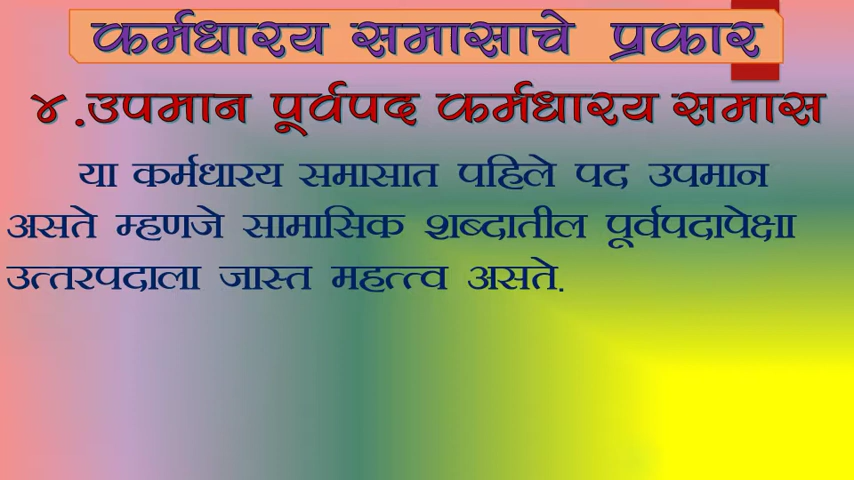 कर्मधारय समासाचे प्रकार
४.उपमान पूर्वपद कर्मधारय समास
या कर्मधारय समासात पहिले पद उपमान
असते म्हणजे सामासिक शब्दातील पूर्वपदापेक्षा
उत्तरपदाला जास्त महत्त्व असते.